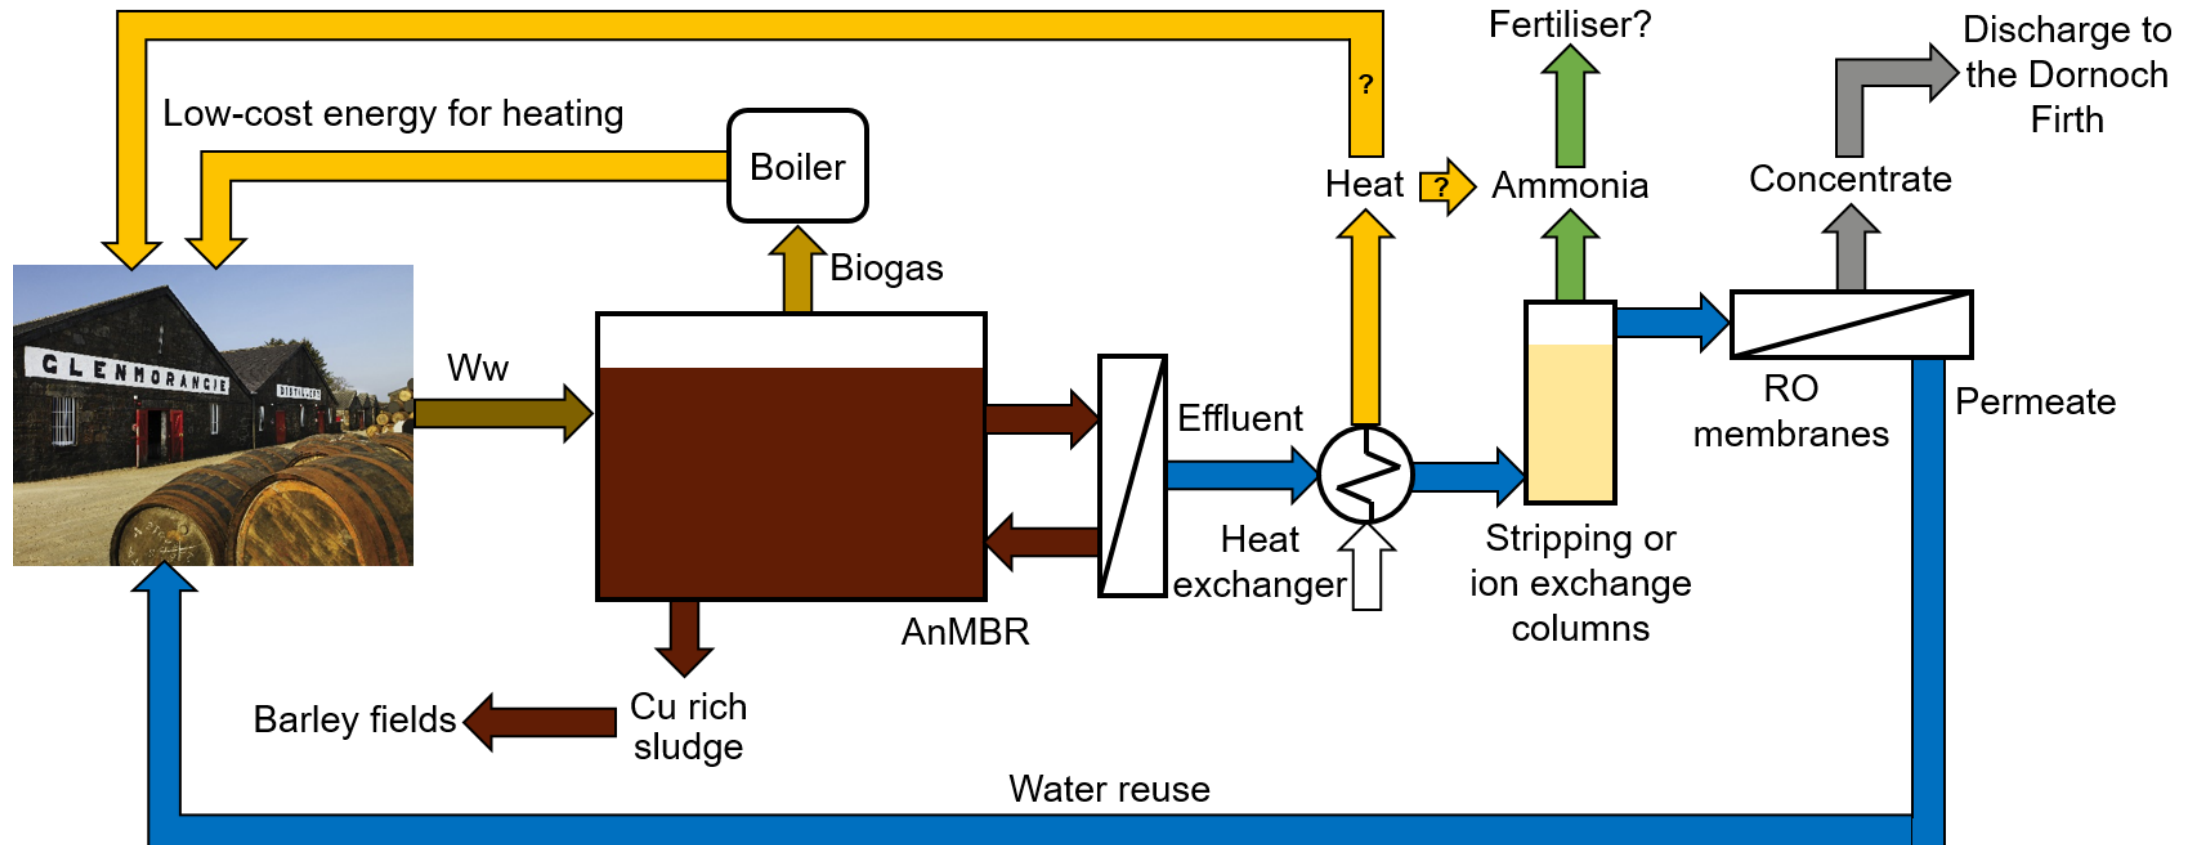 Fertiliser?
Discharge to
the Dornoch
Firth
?
Low-cost energy for heating
Boiler
Heat
?
Ammonia
Concentrate
Biogas
GLENMORANGIE
DISTILLERY
Ww
Effluent
RO
membranes
Permeate
Heat
exchanger
Stripping or
ion exchange
columns
AnMBR
Cu rich
sludge
Barley fields
Water reuse